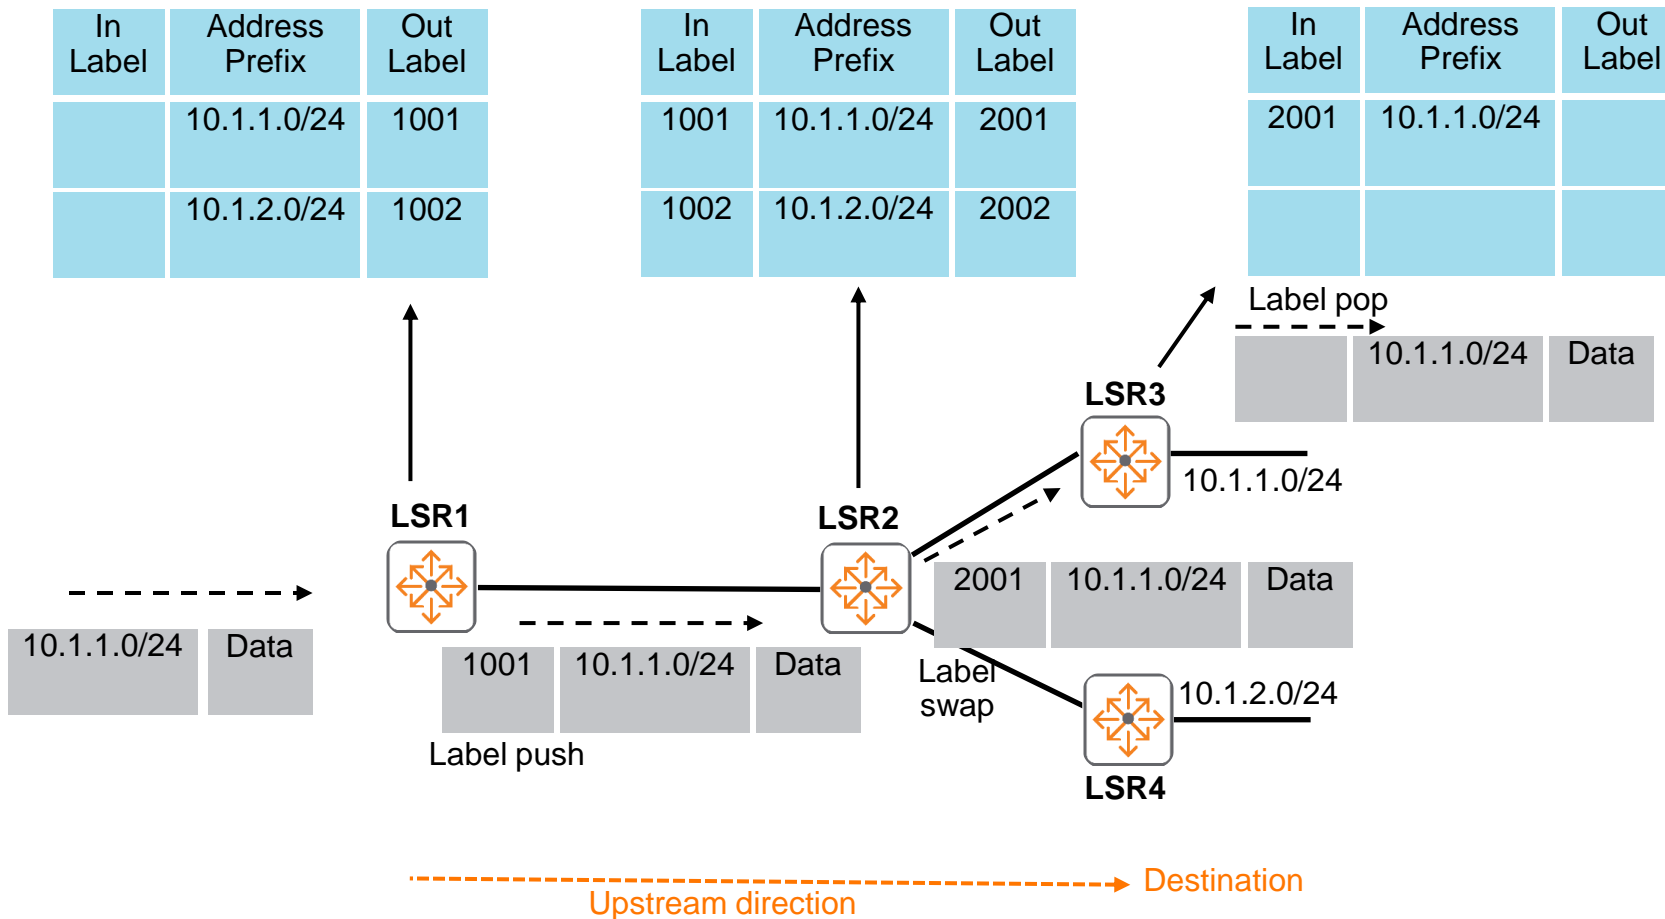 In Label	Address Prefix	Out Label
10.1.1.0/24	1001
10.1.2.0/24	1002
In Label	Address Prefix	Out Label
1001	10.1.1.0/24	2001
1002	10.1.2.0/24	2002
In Label	Address Prefix	Out Label
2001	10.1.1.0/24
Label pop
10.1.1.0/24	Data
LSR3
10.1.1.0/24
LSR1
LSR2
2001	10.1.1.0/24	Data
10.1.1.0/24	Data
1001	10.1.1.0/24	Data
Label
swap
10.1.2.0/24
Label push
LSR4
Destination
Upstream direction